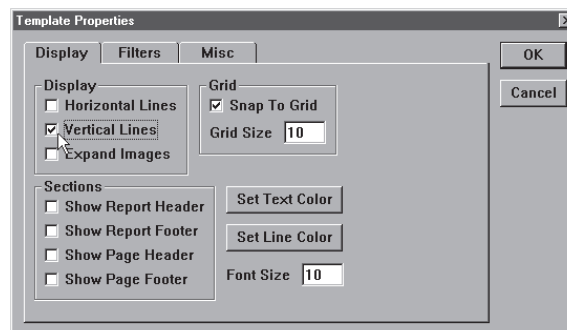 Template Properties
Display Filters Misc
OK
Cancel
Display
Horizontal Lines
Vertical Lines
Expand Images
Grid
Snap To Grid
Grid Size 10
Sections
Show Report Header
Show Report Footer
Show Page Header
Show Page Footer
Set Text Color
Set Line Color
Font Size 10